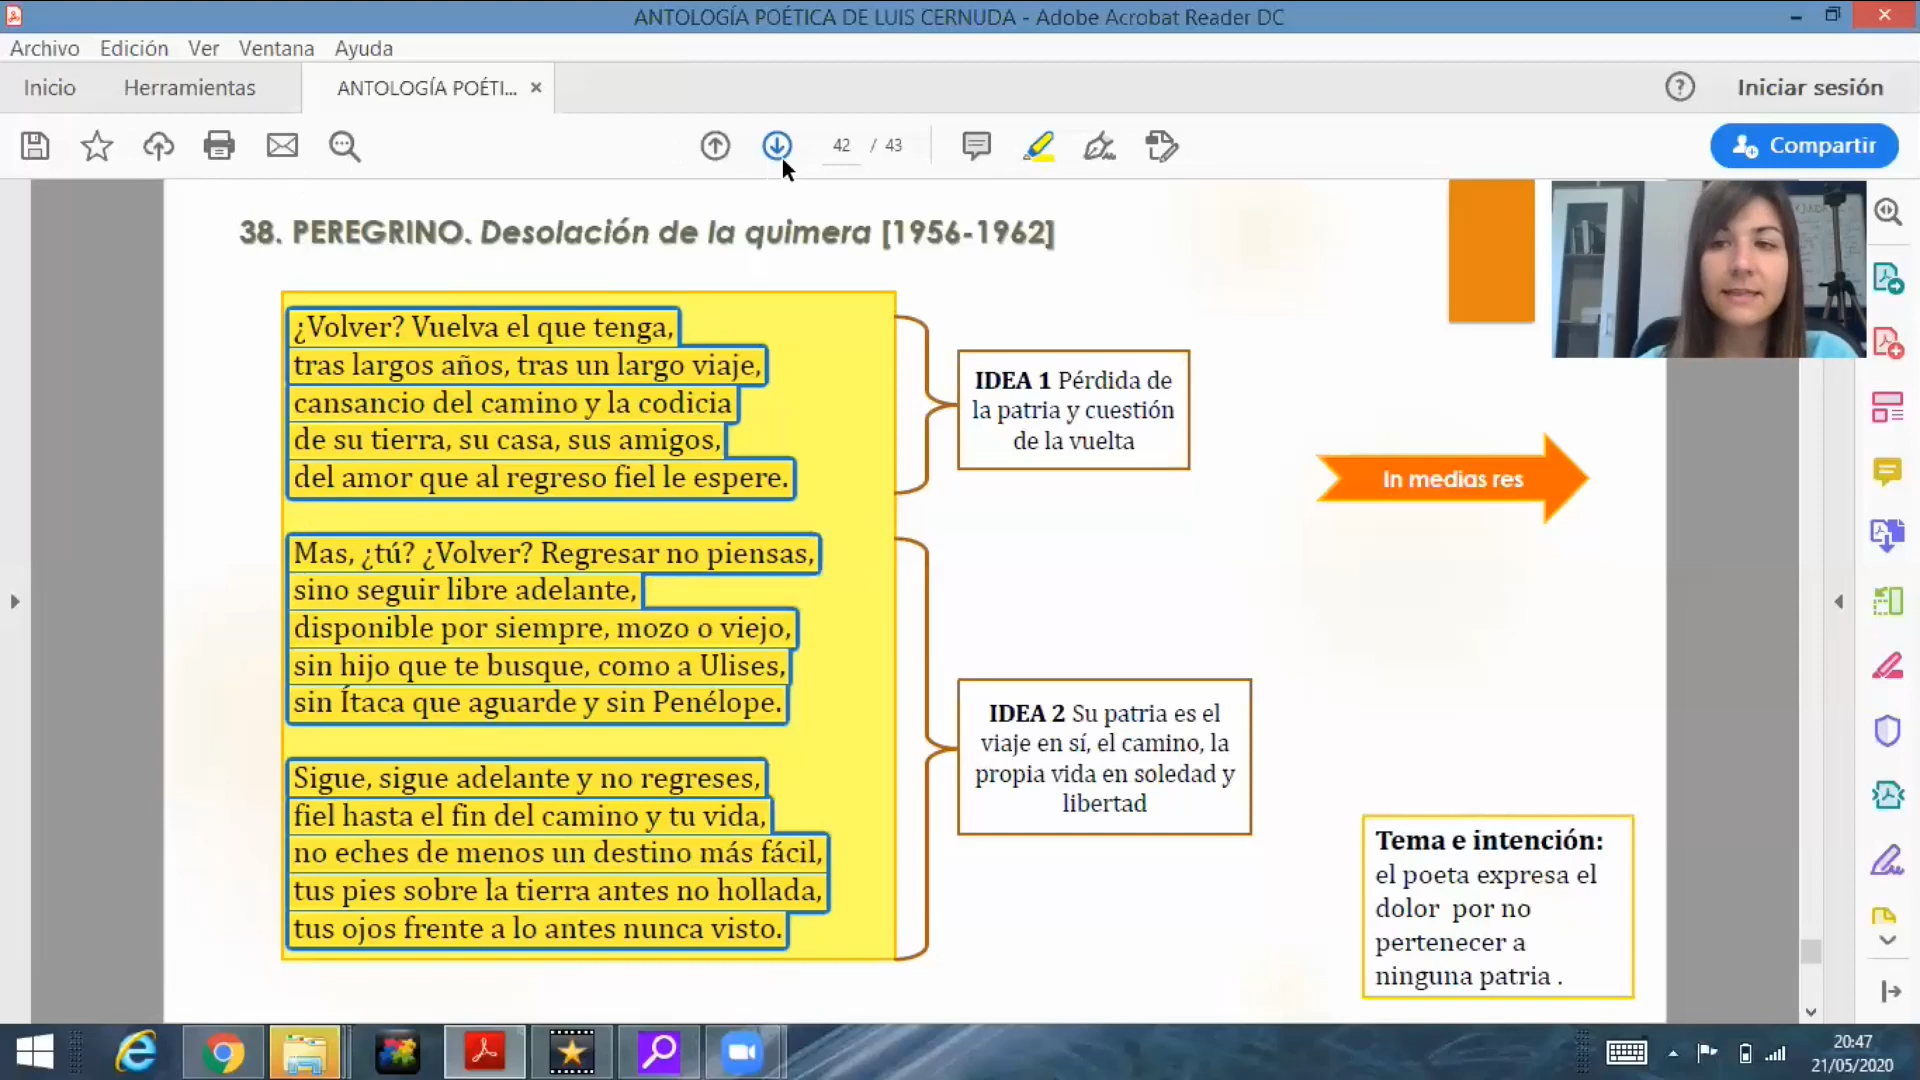 ANTOLOGÍA POÉTICA DE LUIS CERNUDA - Adobe Acrobat Reader DC
Archivo Edición Ver Ventana Ayuda
Inicio Herramientas ANTOLOGÍA POÉTI... × Iniciar sesión
42 / 43 Compartir
38. PEREGRINO. Desolación de la quimera [1956-1962]
¿Volver? Vuelva el que tenga,
tras largos años, tras un largo viaje,
cansancio del camino y la codicia
de su tierra, su casa, sus amigos,
del amor que al regreso fiel le espere.
Mas, ¿tú? ¿Volver? Regresar no piensas,
sino seguir libre adelante,
disponible por siempre, mozo o viejo,
sin hijo que te busque, como a Ulises,
sin Ítaca que aguarde y sin Penélope.
Sigue, sigue adelante y no regreses,
fiel hasta el fin del camino y tu vida,
no eches de menos un destino más fácil,
tus pies sobre la tierra antes no hollada,
tus ojos frente a lo antes nunca visto.
IDEA 1 Pérdida de
la patria y cuestión
de la vuelta
IDEA 2 Su patria es el
viaje en sí, el camino, la
propia vida en soledad y
libertad
In medias res
Tema e intención:
el poeta expresa el
dolor por no
pertenecer a
ninguna patria .
20:47
21/05/2020